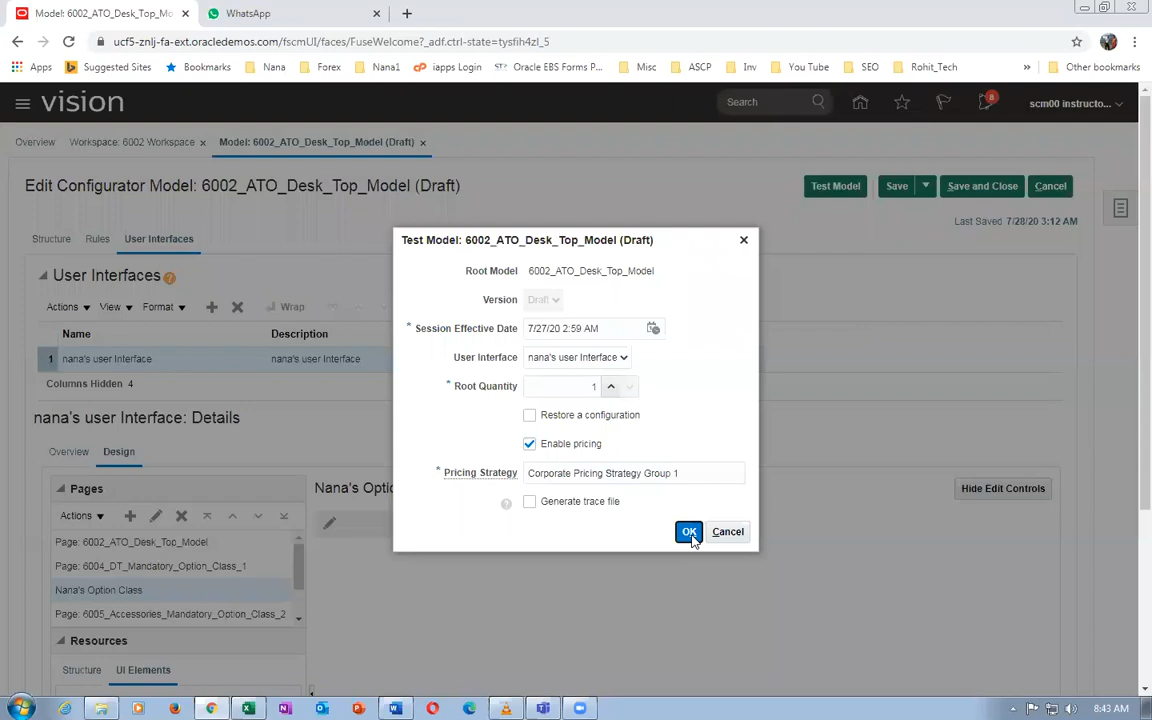 Model: 6002_ATO_Desk_Top_Mo
WhatsApp
ucf5-znlj-fa-ext.oracledemos.com/fscmUI/faces/FuseWelcome?_adf.ctrl-state=tysfih4zl_5
Apps Suggested Sites Bookmarks Nana Forex Nana1 iapps Login Oracle EBS Forms P... Misc ASCP Inv You Tube SEO Rohit_Tech » Other bookmarks
vision Search 8 scm00 instructo...
Overview Workspace: 6002 Workspace Model: 6002_ATO_Desk_Top_Model (Draft)
Edit Configurator Model: 6002_ATO_Desk_Top_Model (Draft) Test Model Save Save and Close Cancel
Last Saved 7/28/20 3:12 AM
Structure Rules User Interfaces
Test Model: 6002_ATO_Desk_Top_Model (Draft)
User Interfaces
Root Model 6002_ATO_Desk_Top_Model
Actions View Format Wrap
Version Draft
Name Description
* Session Effective Date 7/27/20 2:59 AM
1 nana's user Interface nana's user Interface
User Interface nana's user Interface
Columns Hidden 4
* Root Quantity 1
nana's user Interface: Details
Restore a configuration
Enable pricing
Overview Design
* Pricing Strategy Corporate Pricing Strategy Group 1
Pages
Nana's Opti
Hide Edit Controls
Generate trace file
Actions
OK Cancel
Page: 6002_ATO_Desk_Top_Model
Page: 6004_DT_Mandatory_Option_Class_1
Nana's Option Class
Page: 6005_Accessories_Mandatory_Option_Class_2
Resources
Structure UI Elements
8:43 AM